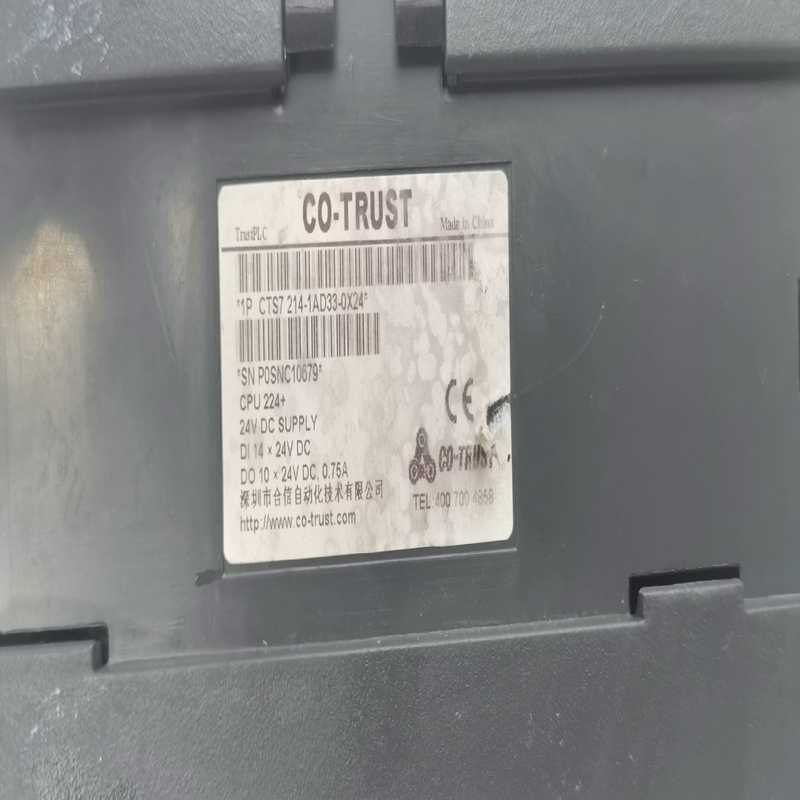 CO-TRUST
TrustPLC
Made in China
*1P CTS7 214-1AD33-0X24*
*SN P0SNC10679*
CPU 224+
24V DC SUPPLY
DI 14 × 24V DC
DO 10 × 24V DC, 0.75A
深圳市合信自动化技术有限公司
http://www.co-trust.com
CE
CO-TRUST
TEL:400 700 4858